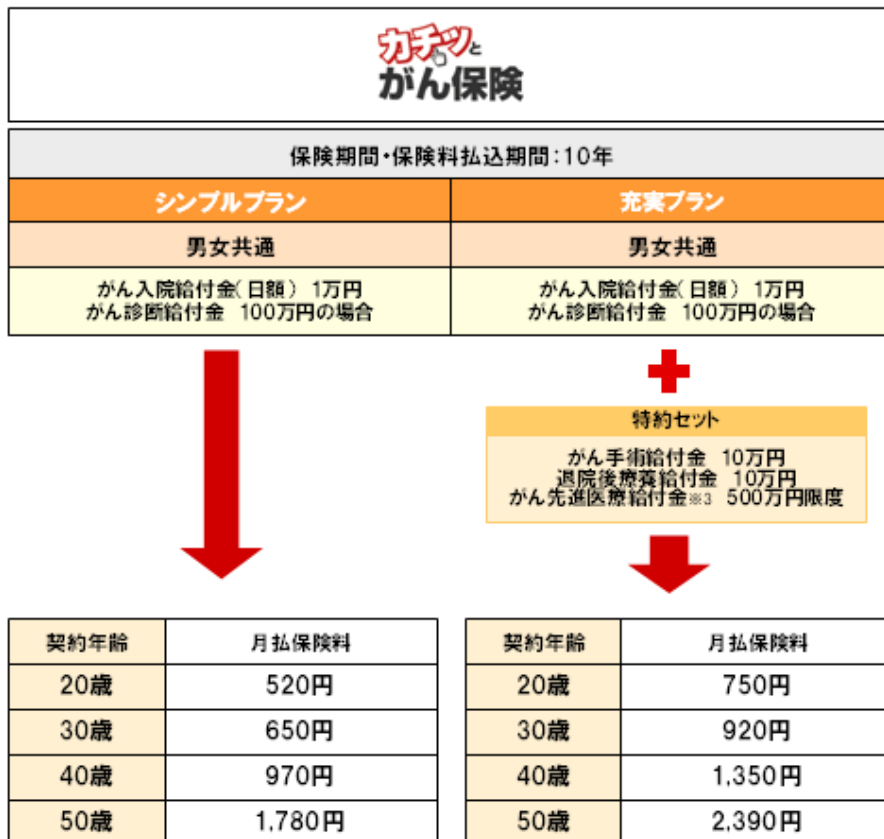 カチッと
がん保険
保険期間・保険料払込期間：10年
シンプルプラン
充実プラン
男女共通
男女共通
がん入院給付金（日額） 1万円
がん診断給付金 100万円の場合
がん入院給付金（日額） 1万円
がん診断給付金 100万円の場合
特約セット
がん手術給付金 10万円
退院後療養給付金 10万円
がん先進医療給付金※3 500万円限度
契約年齢 月払保険料
20歳 520円
30歳 650円
40歳 970円
50歳 1,780円
契約年齢 月払保険料
20歳 750円
30歳 920円
40歳 1,350円
50歳 2,390円